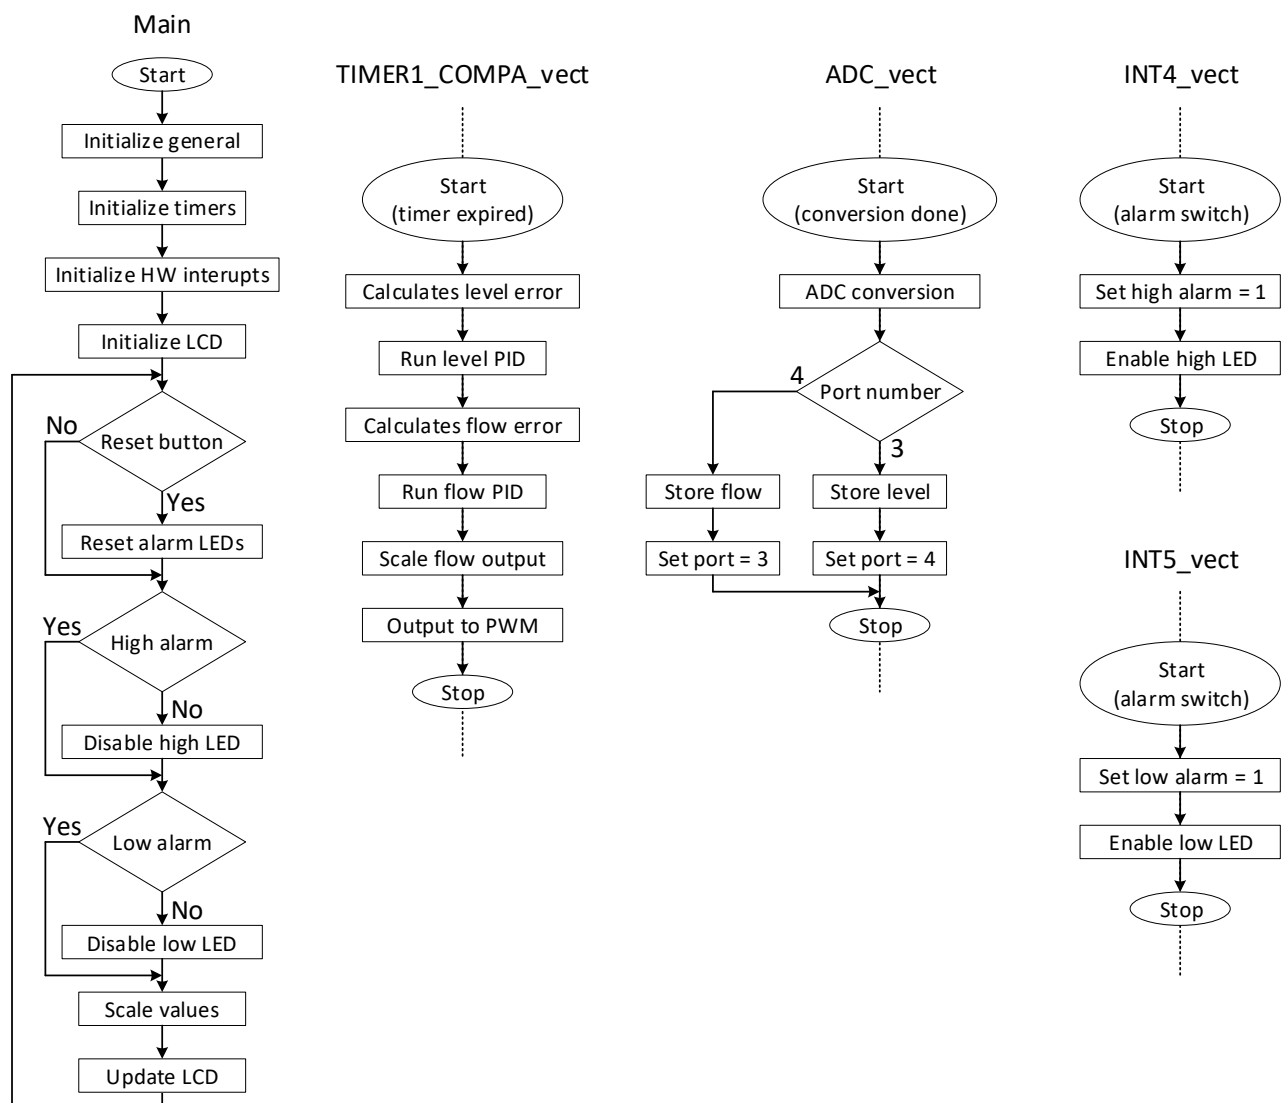 Main
Start
Initialize general
Initialize timers
Initialize HW interupts
Initialize LCD
Reset button
No
Yes
Reset alarm LEDs
High alarm
Yes
No
Disable high LED
Low alarm
Yes
No
Disable low LED
Scale values
Update LCD
TIMER1_COMPA_vect
Start
(timer expired)
Calculates level error
Run level PID
Calculates flow error
Run flow PID
Scale flow output
Output to PWM
Stop
ADC_vect
Start
(conversion done)
ADC conversion
Port number
4
3
Store flow
Store level
Set port = 3
Set port = 4
Stop
INT4_vect
Start
(alarm switch)
Set high alarm = 1
Enable high LED
Stop
INT5_vect
Start
(alarm switch)
Set low alarm = 1
Enable low LED
Stop